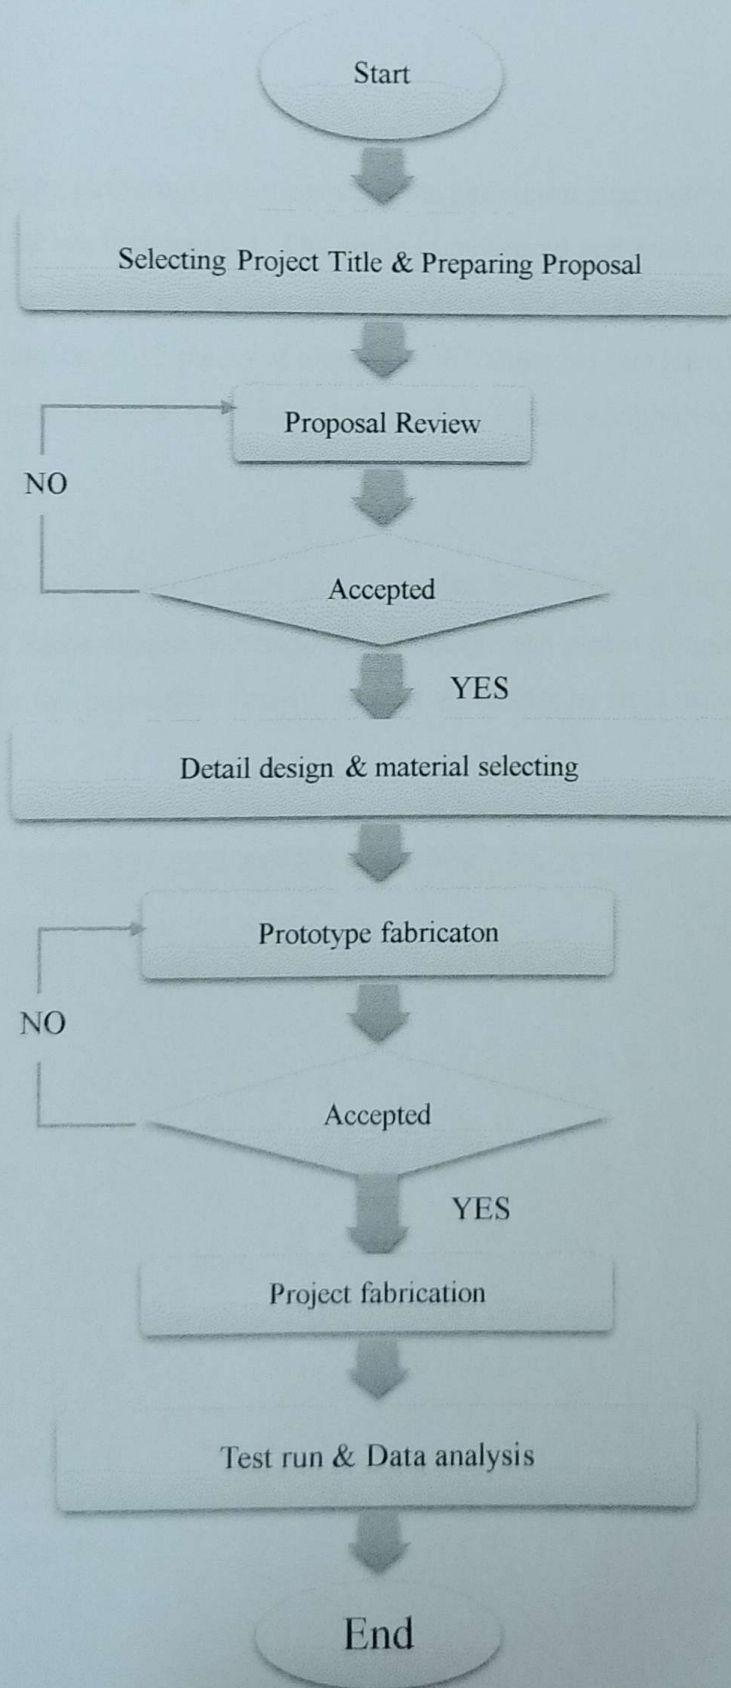 Start
Selecting Project Title & Preparing Proposal
Proposal Review
NO
Accepted
YES
Detail design & material selecting
Prototype fabricaton
NO
Accepted
YES
Project fabrication
Test run & Data analysis
End